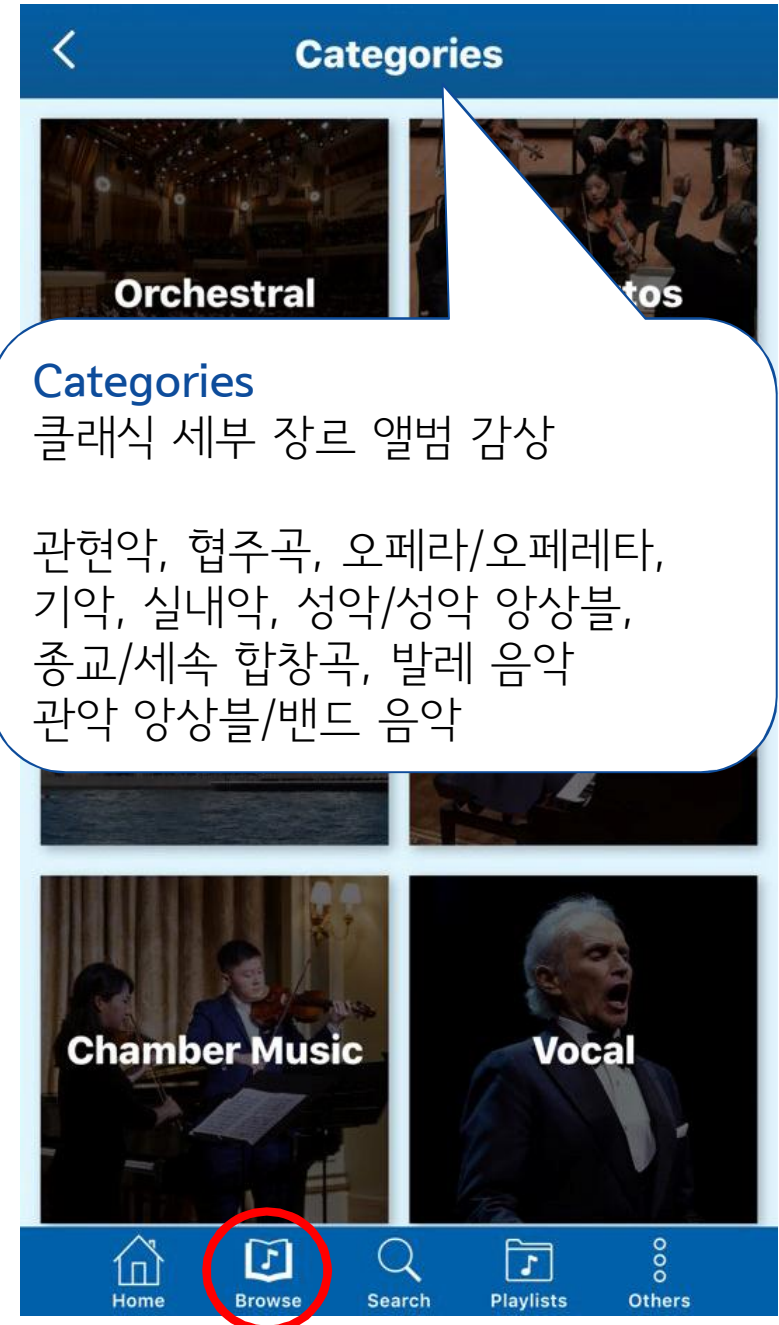 Categories
Orchestral
tos
Categories
클래식 세부 장르 앨범 감상
관현악, 협주곡, 오페라/오페레타,
기악, 실내악, 성악/성악 앙상블,
종교/세속 합창곡, 발레 음악
관악 앙상블/밴드 음악
Chamber Music
Vocal
Home
Browse
Search
Playlists
Others